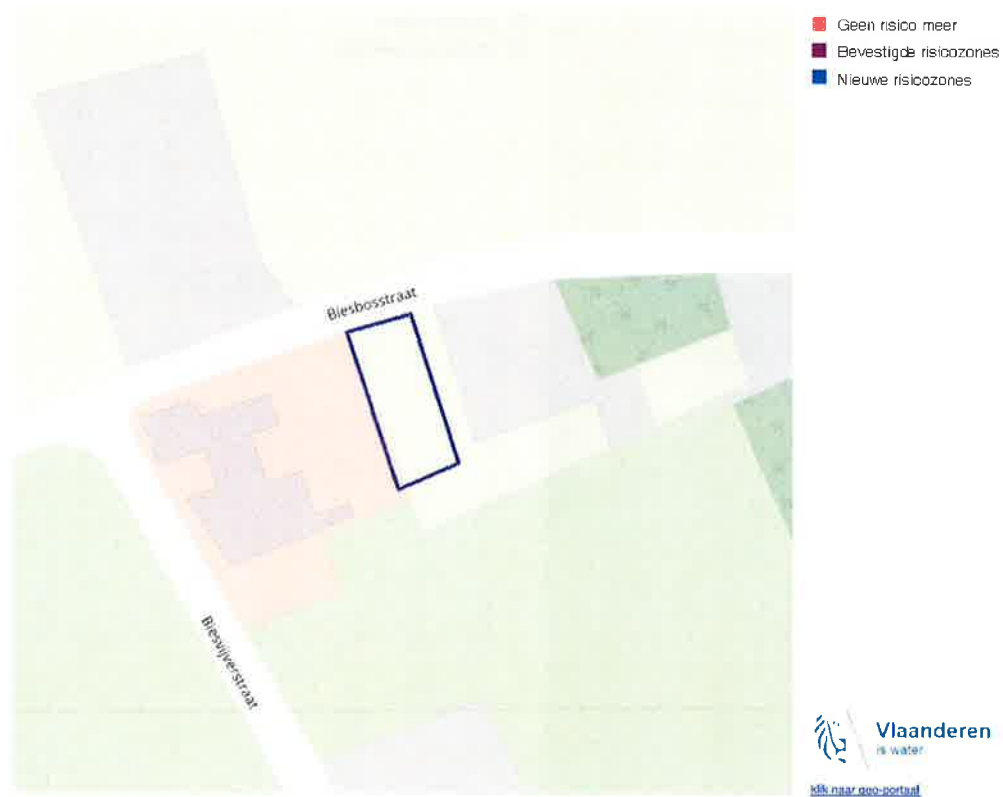 Geen risico meer
Bevestigde risicozones
Nieuwe risicozones
Biesbosstraat
Biesvijverstraat
Vlaanderen
is water
klik naar geo-portaal